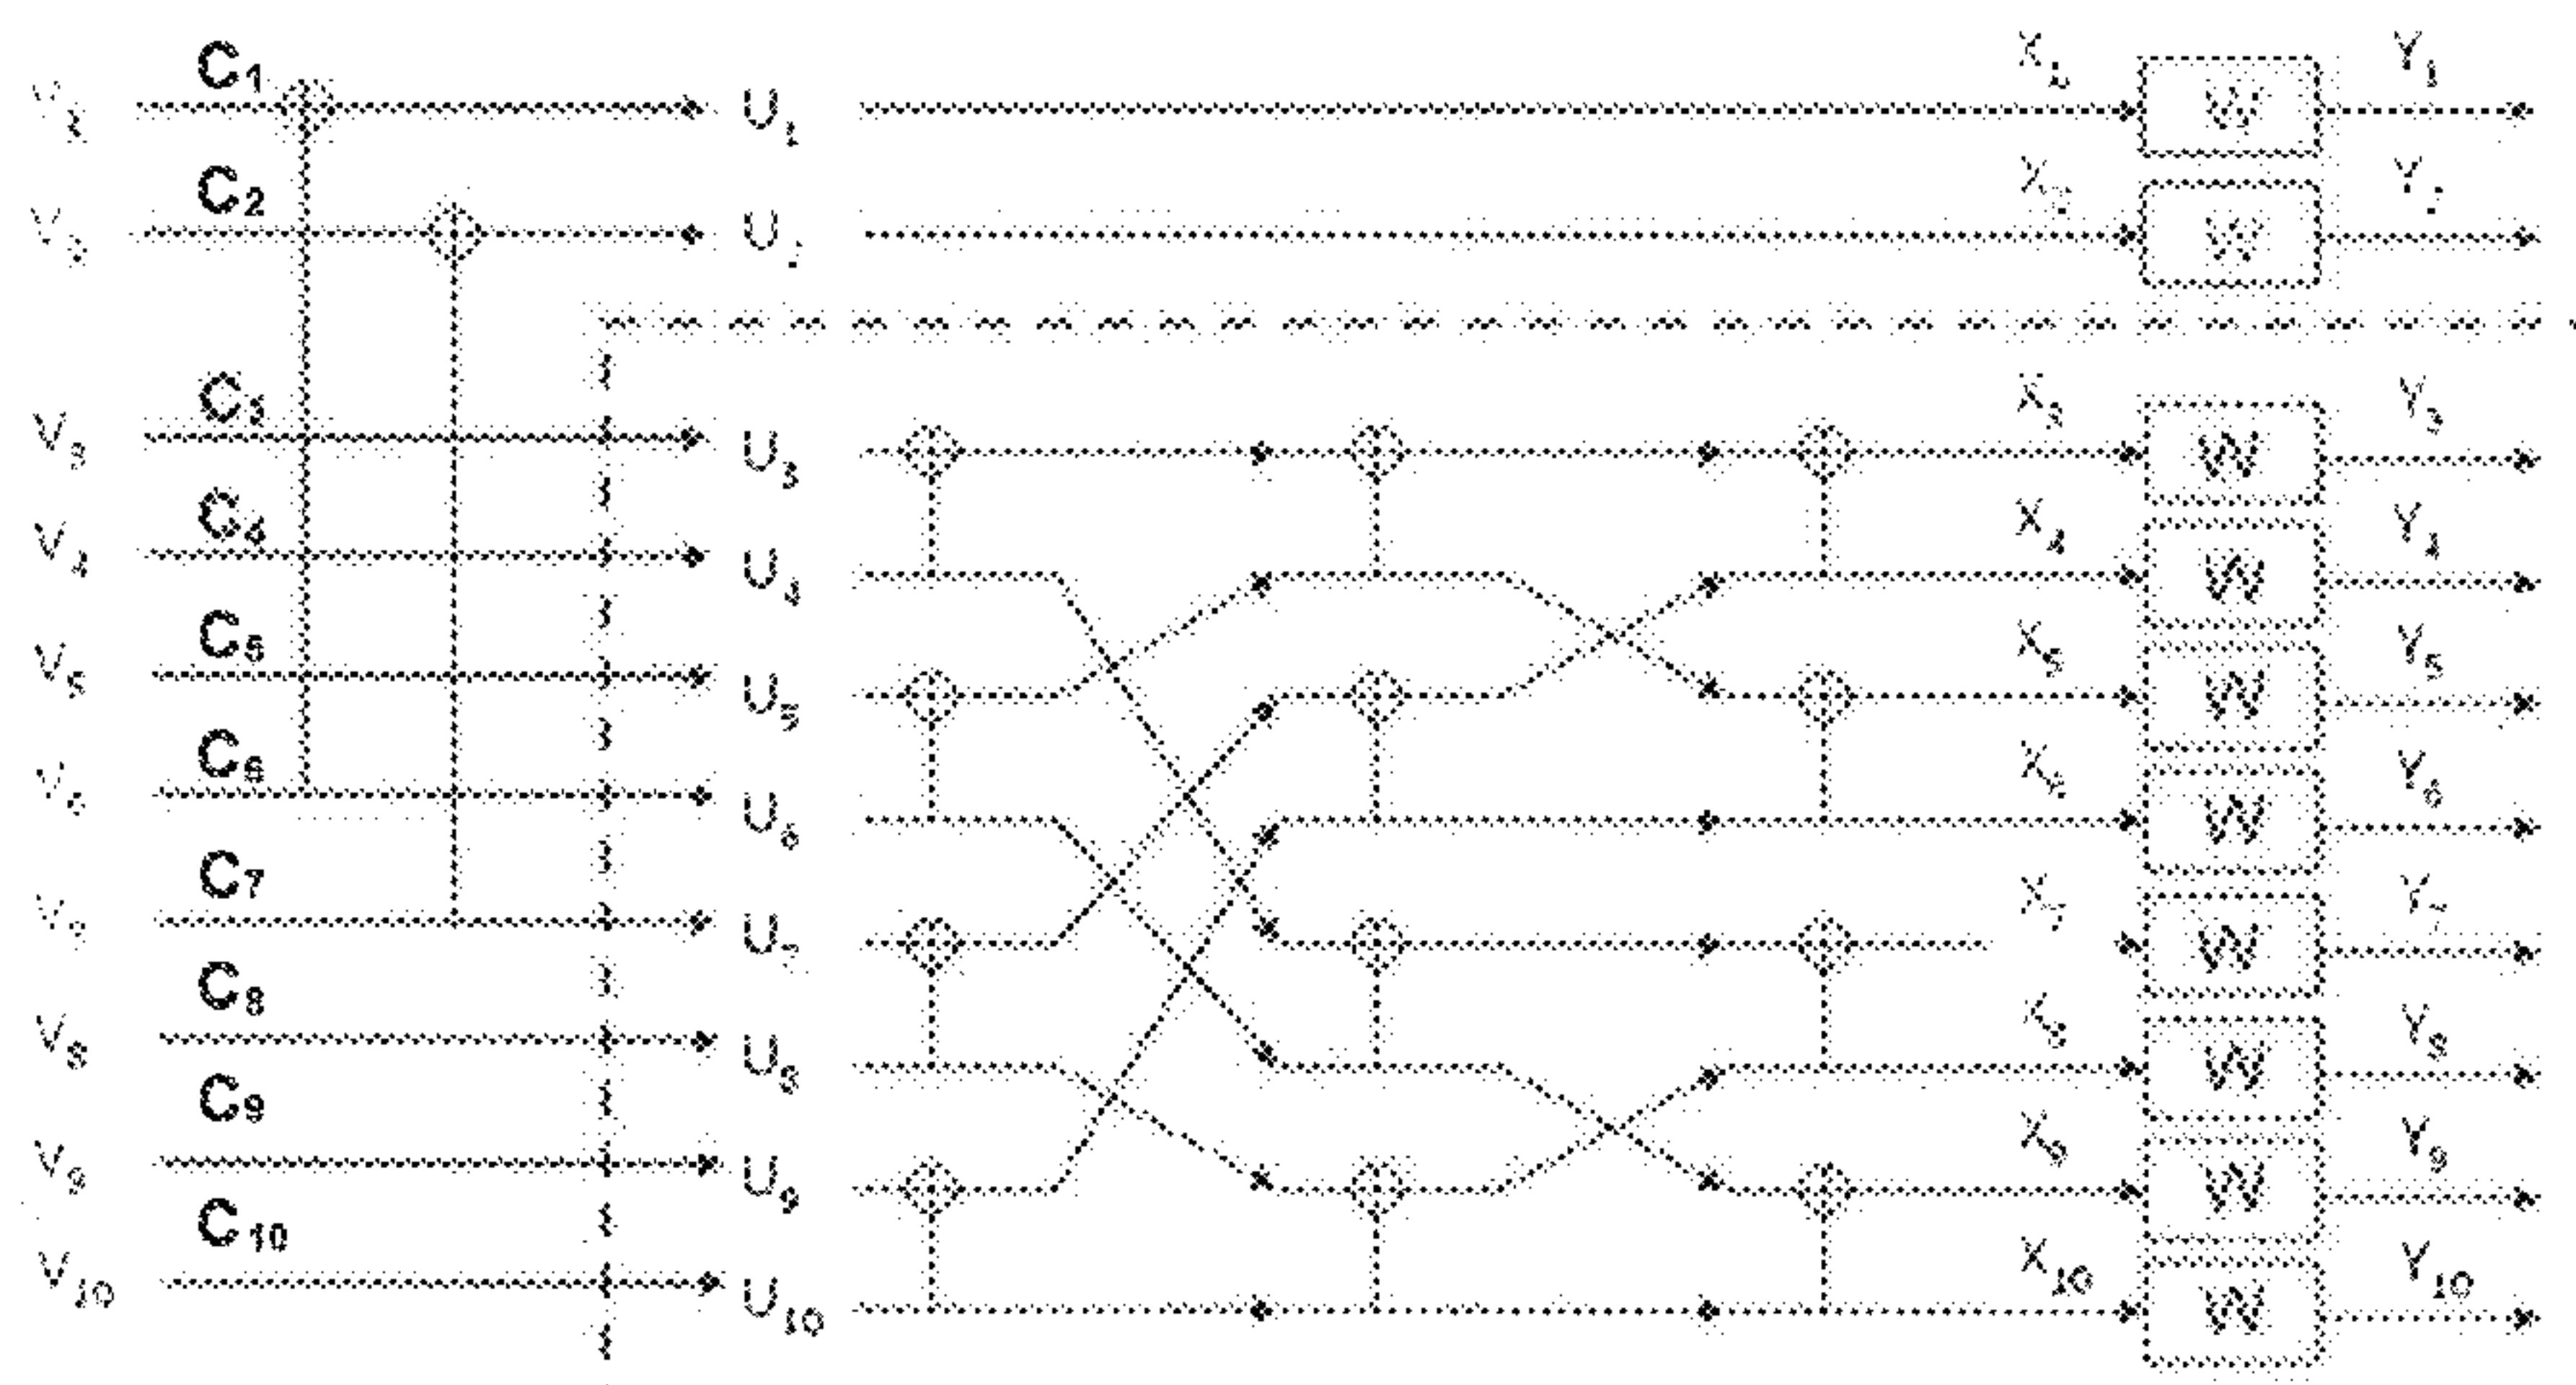 C1 U1 X1 W Y1
V2 C2 U2 X2 W Y2
V3 C3 U3 X3 W Y3
V4 C4 U4 X4 W Y4
V5 C5 U5 X5 W Y5
V6 C6 U6 X6 W Y6
C7 U7 X7 W Y7
V8 C8 U8 X8 W Y8
V9 C9 U9 X9 W Y9
V10 C10 U10 X10 W Y10